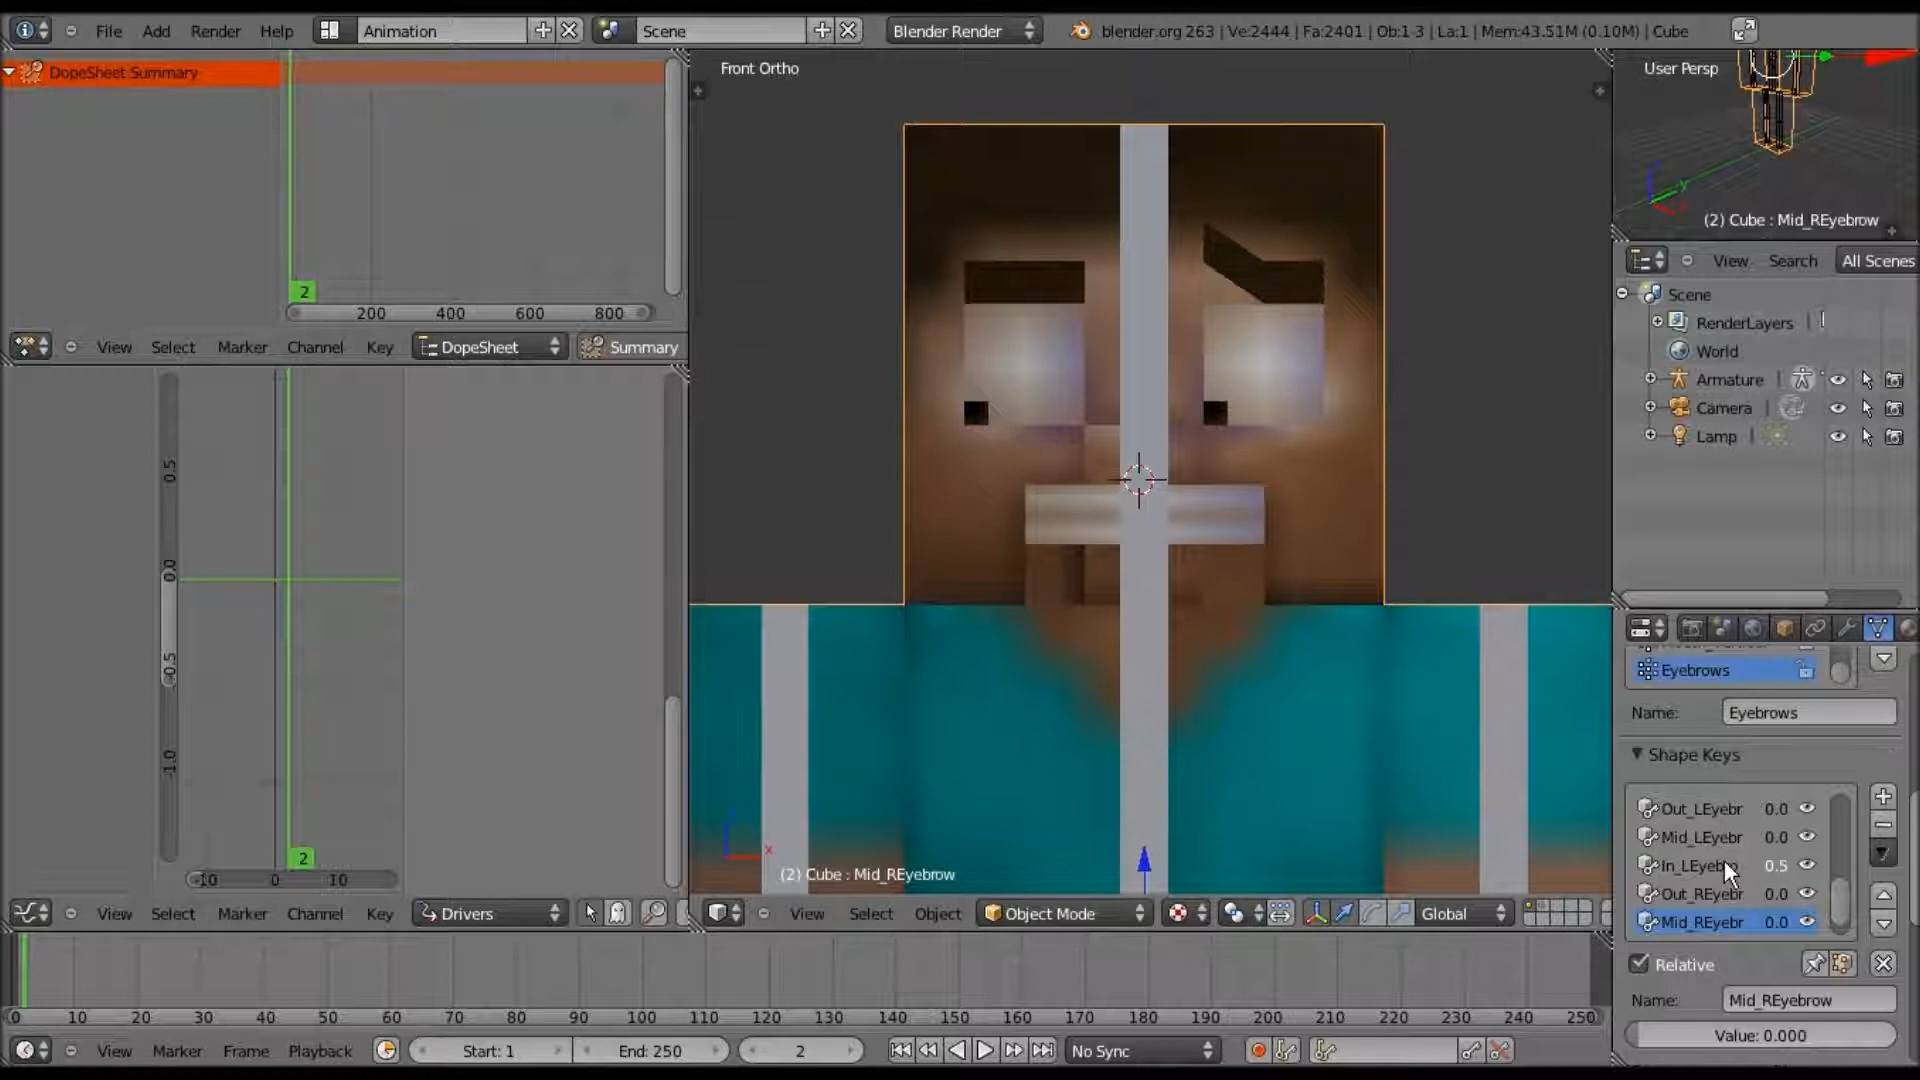 File Add Render Help Animation Scene Blender Render blender.org 263 | Ve:2444 | Fa:2401 | Ob:1-3 | La:1 | Mem:43.51M (0.10M) | Cube
DopeSheet Summary
2
200 400 600 800
View Select Marker Channel Key DopeSheet Summary
0.5
0.0
-0.5
-1.0
2
-10 0 10
View Select Marker Channel Key Drivers
Front Ortho
x
(2) Cube : Mid_REyebrow
View Select Object Object Mode Global
User Persp
y
(2) Cube : Mid_REyebrow
View Search All Scenes
Scene
RenderLayers |
World
Armature |
Camera |
Lamp |
Eyebrows
Name: Eyebrows
Shape Keys
Out_LEyebr 0.0
Mid_LEyebr 0.0
In_LEyebro 0.5
Out_REyebr 0.0
Mid_REyebr 0.0
Relative
Name: Mid_REyebrow
Value: 0.000
0 10 20 30 40 50 60 70 80 90 100 110 120 130 140 150 160 170 180 190 200 210 220 230 240 250
View Marker Frame Playback Start: 1 End: 250 2 No Sync